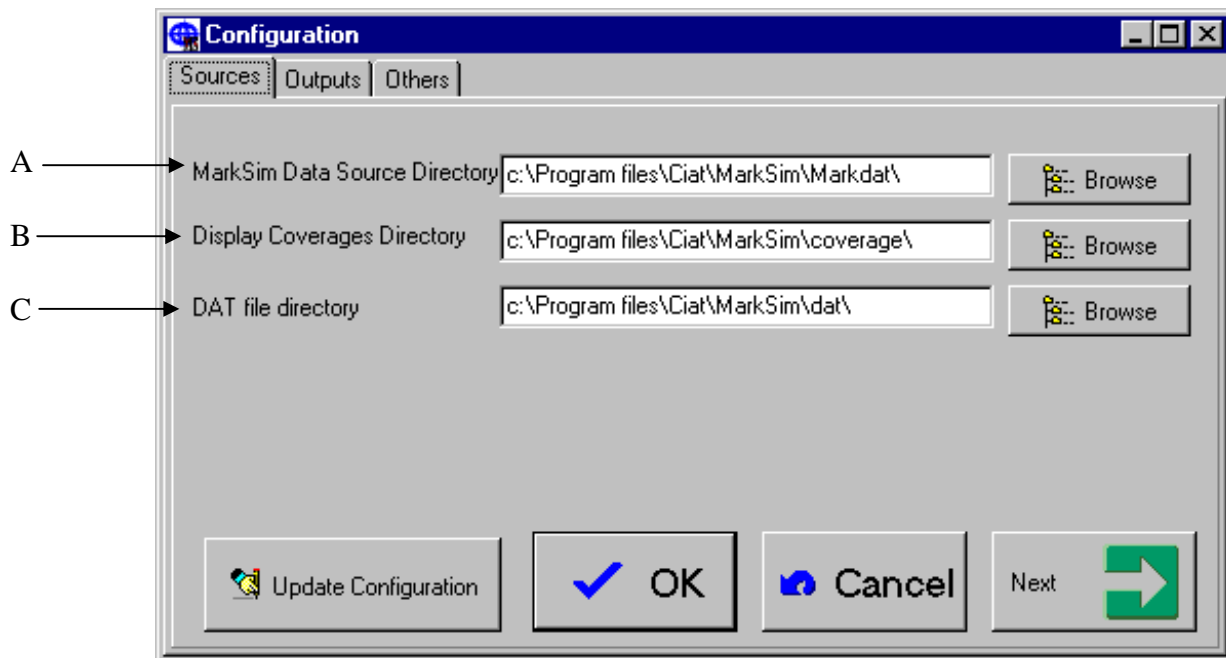 Configuration
Sources Outputs Others
A MarkSim Data Source Directory c:\Program files\Ciat\MarkSim\Markdat\ Browse
B Display Coverages Directory c:\Program files\Ciat\MarkSim\coverage\ Browse
C DAT file directory c:\Program files\Ciat\MarkSim\dat\ Browse
Update Configuration OK Cancel Next